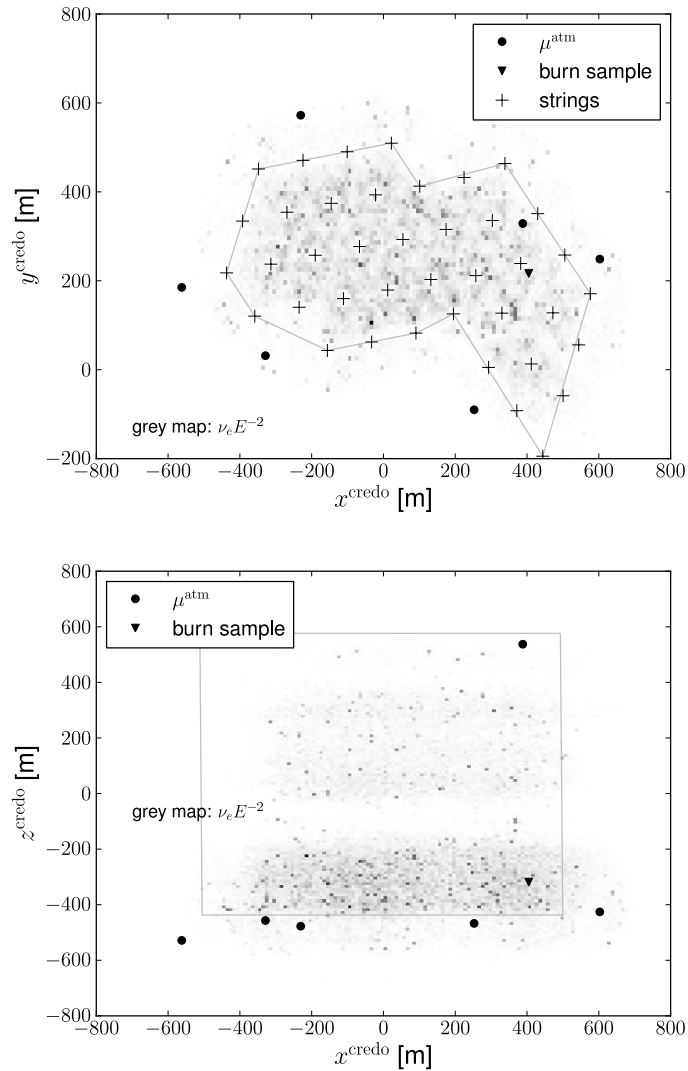 800
600
400
200
0
−200
−800 −600 −400 −200 0 200 400 600 800
y^credo [m]
x^credo [m]
μ^atm
burn sample
strings
grey map: ν_e E^−2
800
600
400
200
0
−200
−400
−600
−800
−800 −600 −400 −200 0 200 400 600 800
z^credo [m]
x^credo [m]
μ^atm
burn sample
grey map: ν_e E^−2